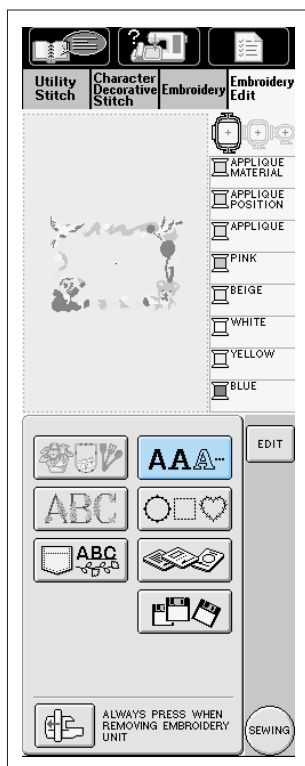 Utility
Stitch
Character
Decorative
Stitch
Embroidery
Embroidery
Edit
APPLIQUE
MATERIAL
APPLIQUE
POSITION
APPLIQUE
PINK
BEIGE
WHITE
YELLOW
BLUE
AAA
EDIT
ABC
ABC
ALWAYS PRESS WHEN
REMOVING EMBROIDERY
UNIT
SEWING